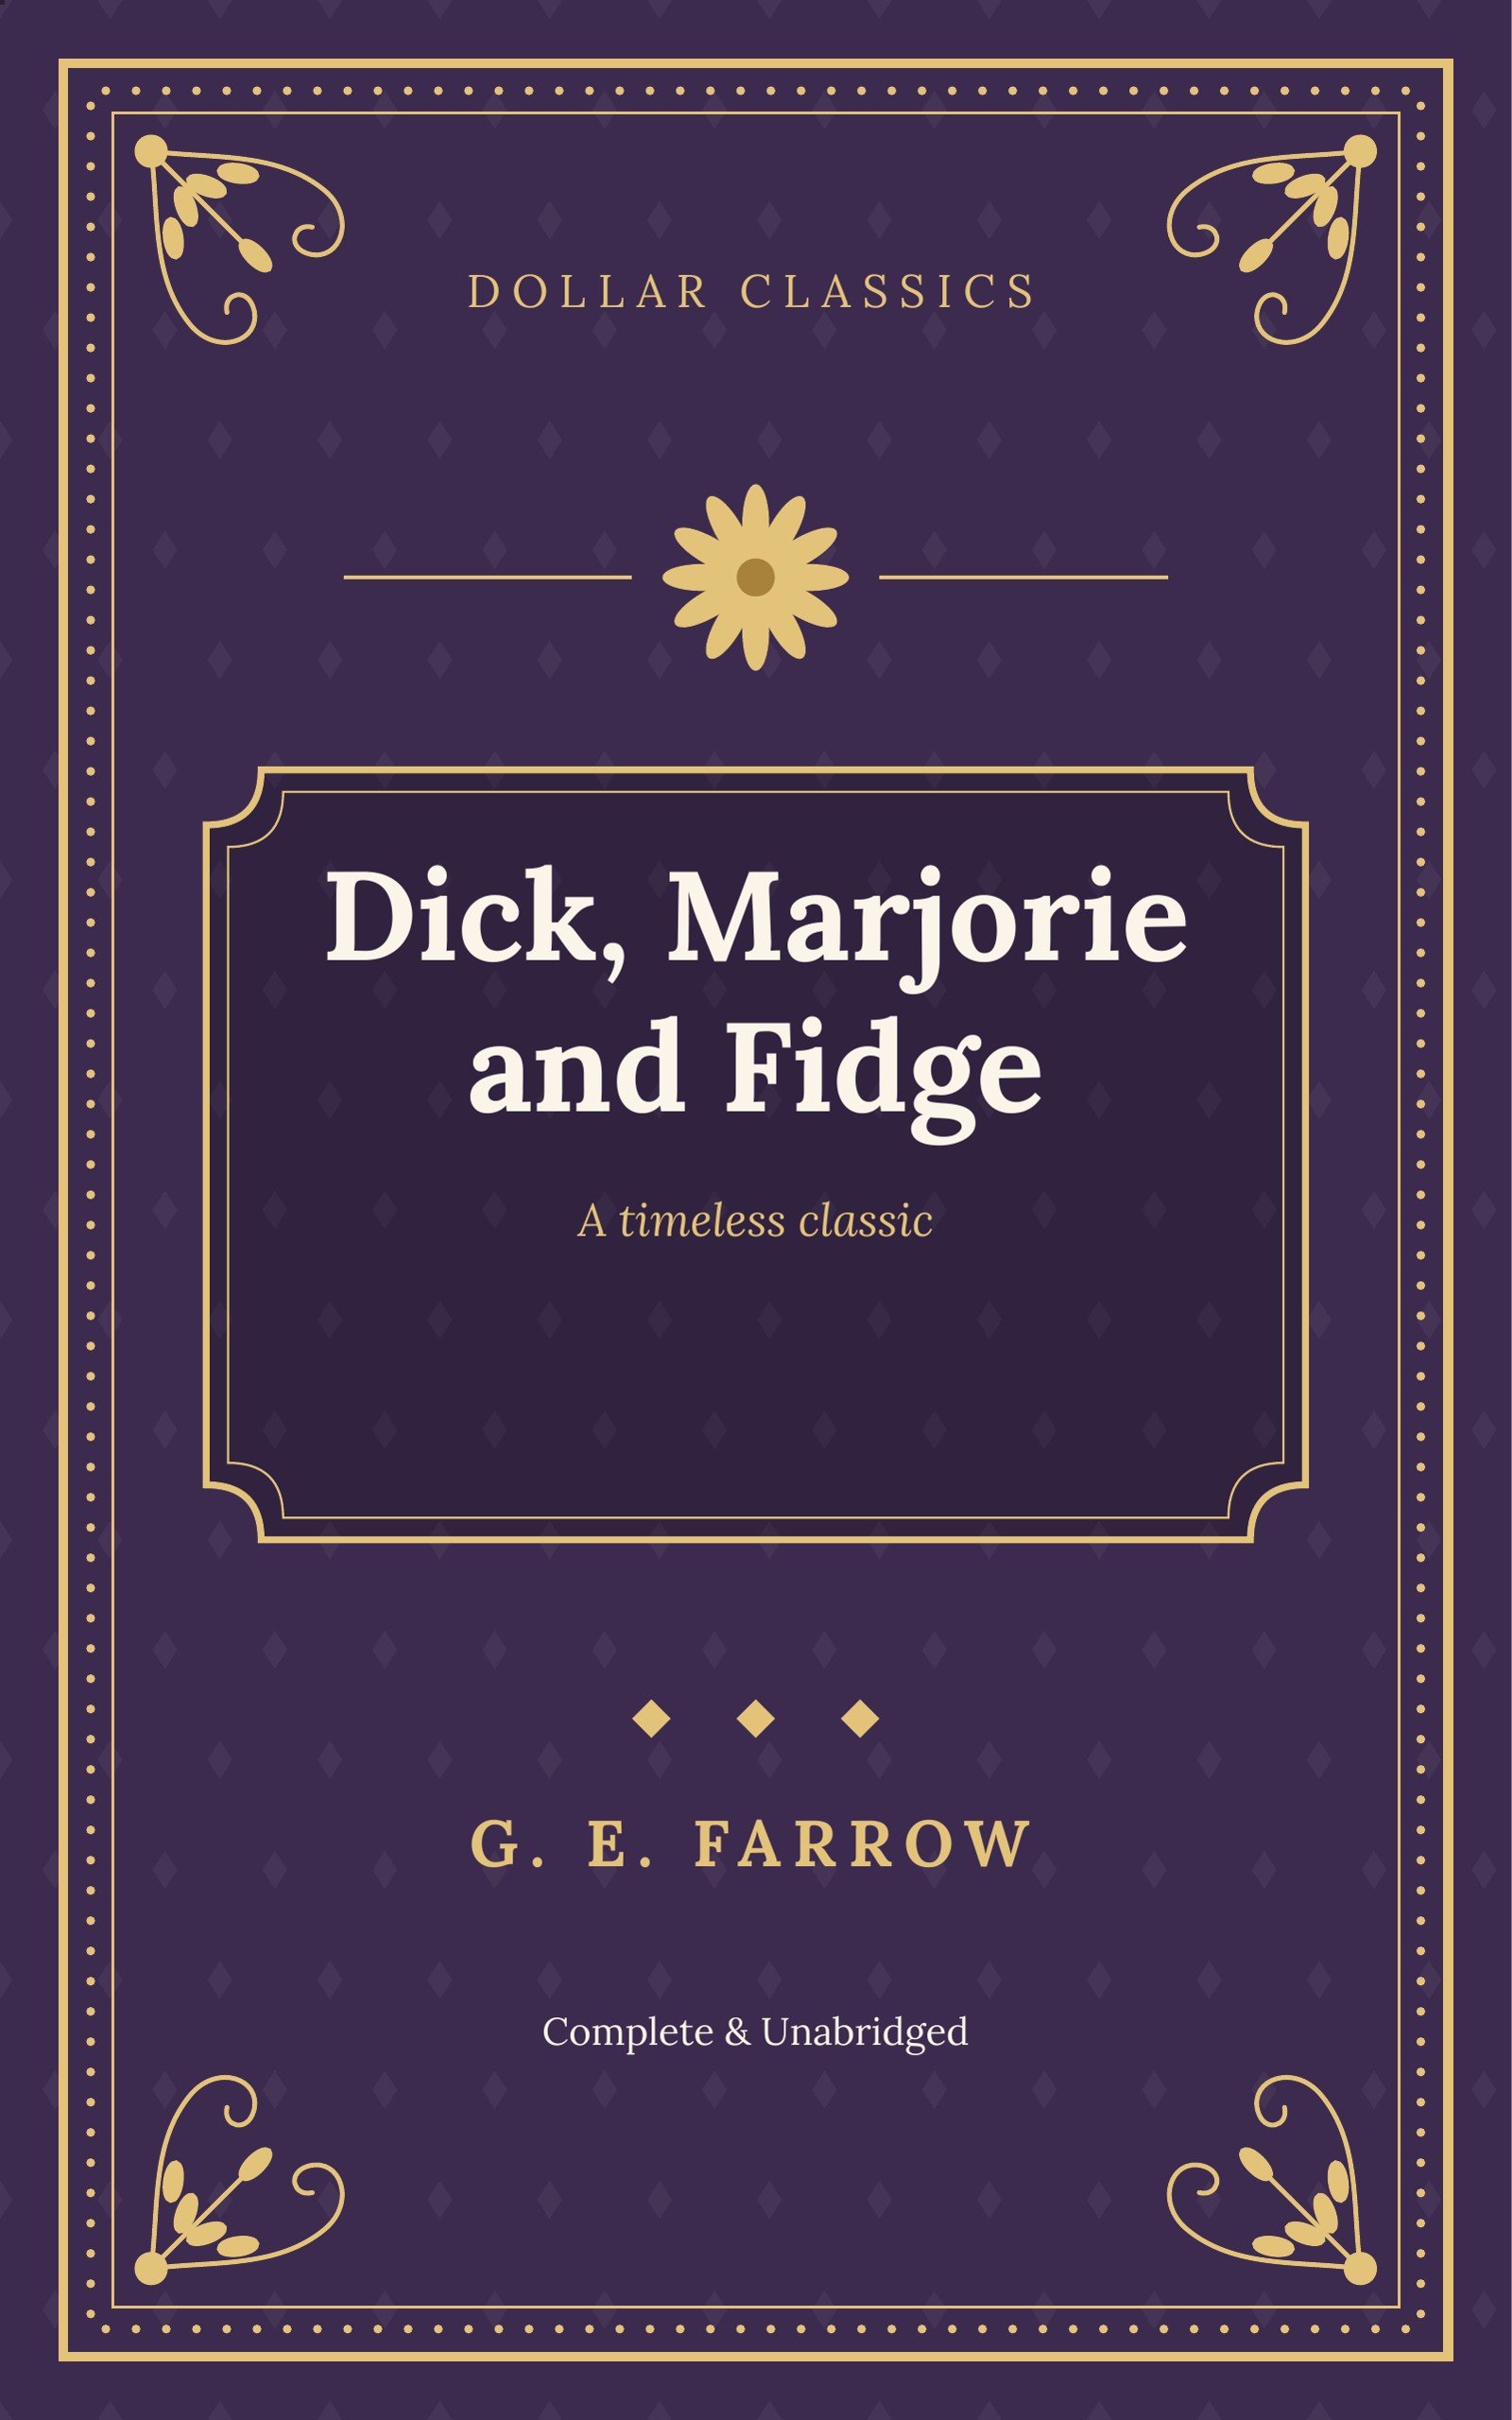 DOLLAR CLASSICS
Dick, Marjorie
and Fidge
A timeless classic
G. E. FARROW
Complete & Unabridged